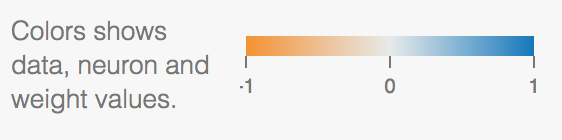 Colors shows
data, neuron and
weight values.
-1 0 1